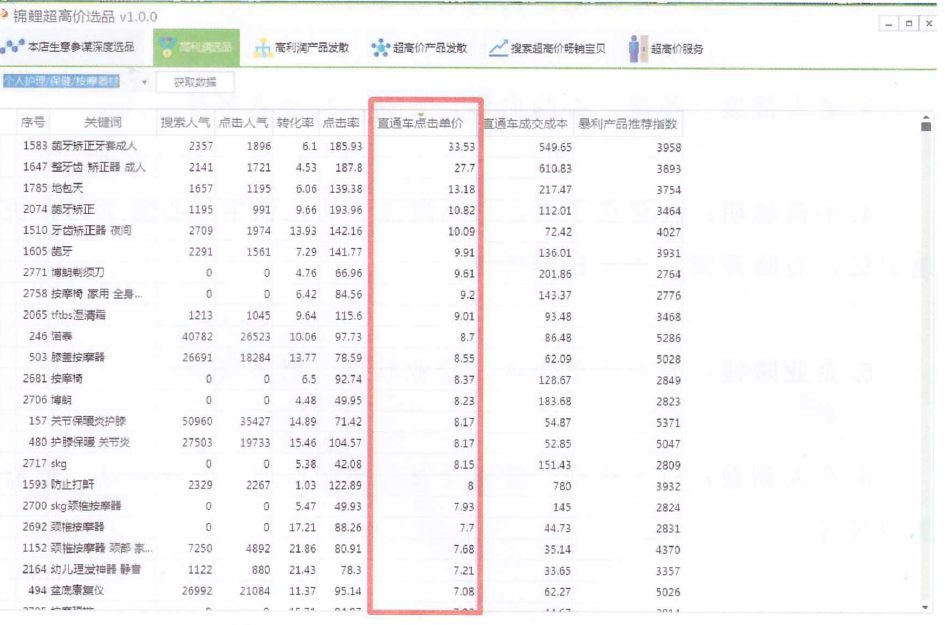 锦鲤超高价选品 v1.0.0
本店生意参谋深度选品 高利润选品 高利润产品发散 超高价产品发散 搜索超高价畅销宝贝 超高价服务
个人护理/保健/按摩器材 获取数据
序号 关键词 搜索人气 点击人气 转化率 点击率 直通车点击单价 直通车成交成本 暴利产品推荐指数
1583 龅牙矫正牙套成人 2357 1896 6.1 185.93 33.53 549.65 3958
1647 整牙齿 矫正器 成人 2141 1721 4.53 187.8 27.7 610.83 3893
1785 地包天 1657 1195 6.06 139.38 13.18 217.47 3754
2074 龅牙矫正 1195 991 9.66 193.96 10.82 112.01 3464
1510 牙齿矫正器 夜间 2709 1974 13.93 142.16 10.09 72.42 4027
1605 龅牙 2291 1561 7.29 141.77 9.91 136.01 3931
2771 博朗剃须刀 0 0 4.76 66.96 9.61 201.86 2764
2758 按摩椅 家用 全身... 0 0 6.42 84.56 9.2 143.37 2776
2065 tftbs湿清霜 1213 1045 9.64 115.6 9.01 93.48 3468
246 诺泰 40782 26523 10.06 97.73 8.7 86.48 5286
503 膝盖按摩器 26691 18284 13.77 78.59 8.55 62.09 5028
2681 按摩椅 0 0 6.5 92.74 8.37 128.67 2849
2706 博朗 0 0 4.48 49.95 8.23 183.68 2823
157 关节保暖炎护膝 50960 35427 14.89 71.42 8.17 54.87 5371
480 护膝保暖 关节炎 27503 19733 15.46 104.57 8.17 52.85 5047
2717 skg 0 0 5.38 42.08 8.15 151.43 2809
1593 防止打鼾 2329 2267 1.03 122.89 8 780 3932
2700 skg颈椎按摩器 0 0 5.47 49.93 7.93 145 2824
2692 颈椎按摩器 0 0 17.21 88.26 7.7 44.73 2831
1152 颈椎按摩器 颈部 家... 7250 4892 21.86 80.91 7.68 35.14 4370
2164 幼儿理发神器 静音 1122 880 21.43 78.3 7.21 33.65 3357
494 盆底康复仪 26992 21084 11.37 95.14 7.08 62.27 5026